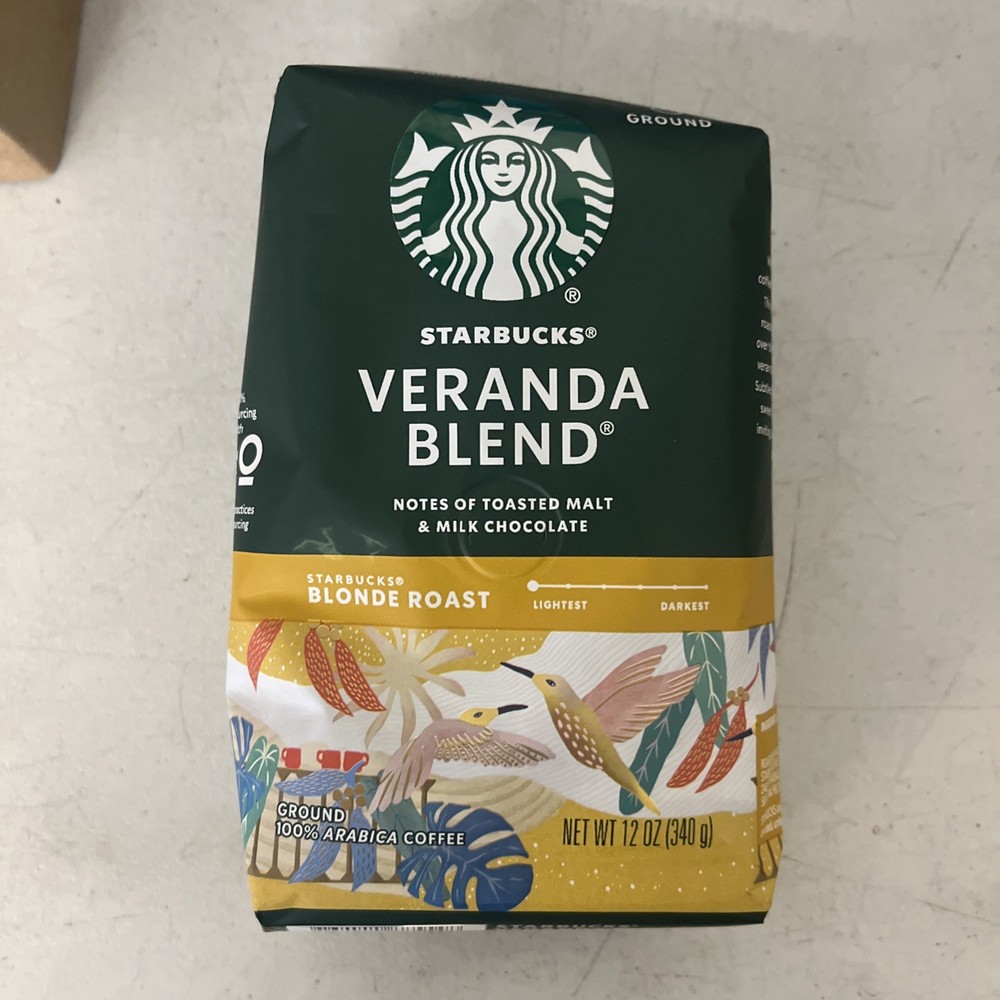 GROUND
®
STARBUCKS®
VERANDA
BLEND®
NOTES OF TOASTED MALT
& MILK CHOCOLATE
STARBUCKS®
BLONDE ROAST
LIGHTEST DARKEST
GROUND
100% ARABICA COFFEE
NET WT 12 OZ (340 g)